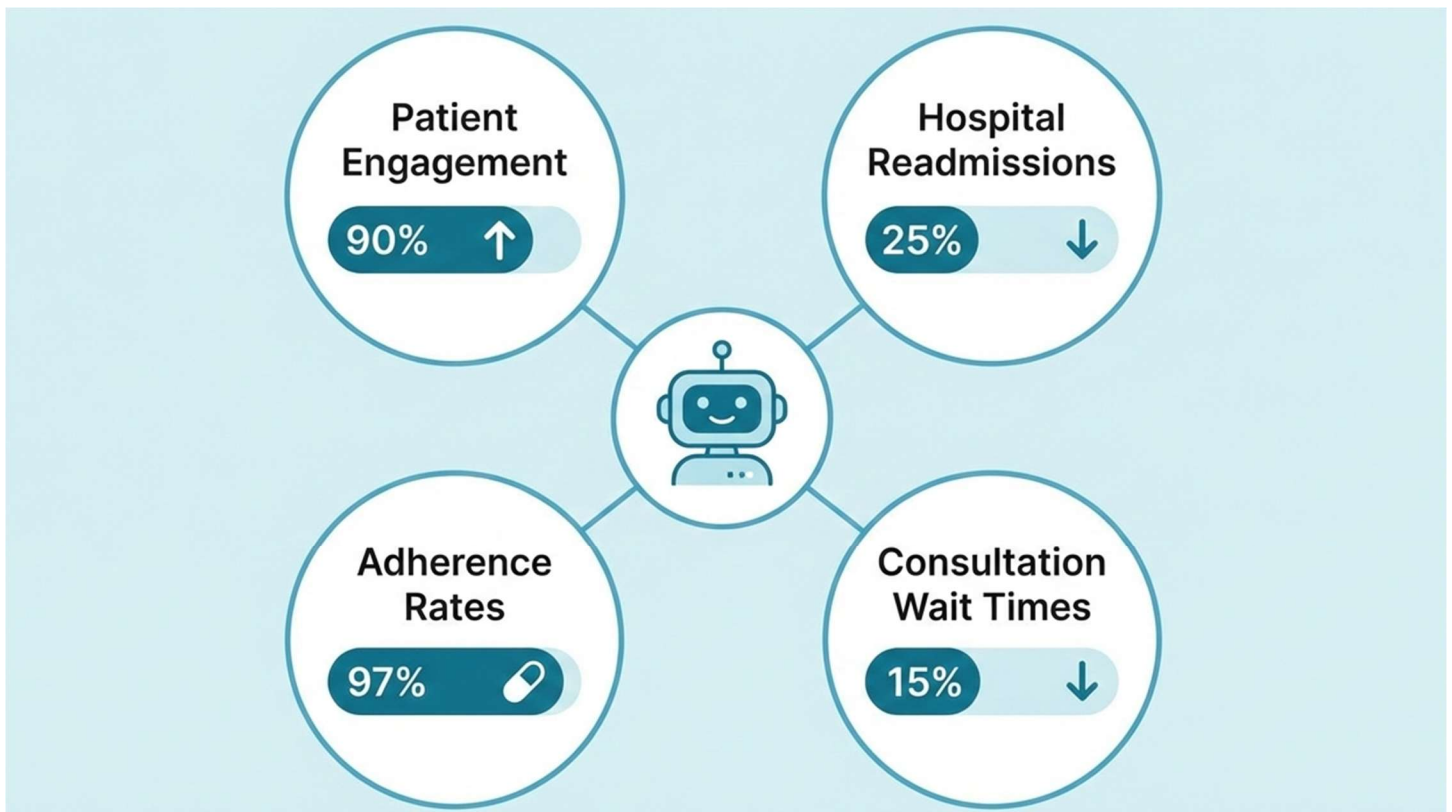 Patient
Engagement
90%
Hospital
Readmissions
25%
Adherence
Rates
97%
Consultation
Wait Times
15%